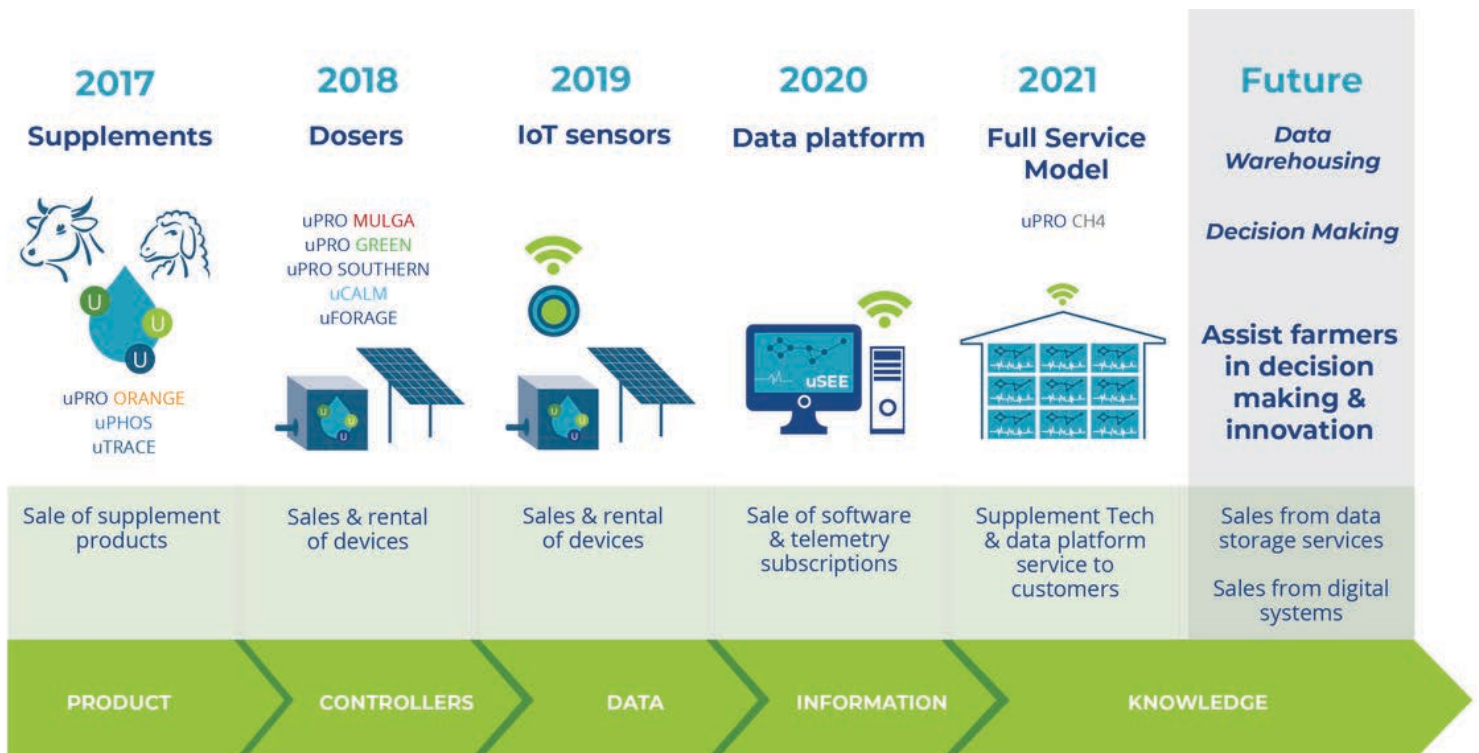 2017
Supplements
U
U
U
uPRO ORANGE
uPHOS
uTRACE
Sale of supplement
products
PRODUCT
2018
Dosers
uPRO MULGA
uPRO GREEN
uPRO SOUTHERN
uCALM
uFORAGE
U
U
U
Sales & rental
of devices
CONTROLLERS
2019
IoT sensors
U
U
U
Sales & rental
of devices
DATA
2020
Data platform
uSEE
Sale of software
& telemetry
subscriptions
INFORMATION
2021
Full Service
Model
uPRO CH4
Supplement Tech
& data platform
service to
customers
Future
Data
Warehousing
Decision Making
Assist farmers
in decision
making &
innovation
Sales from data
storage services
Sales from digital
systems
KNOWLEDGE